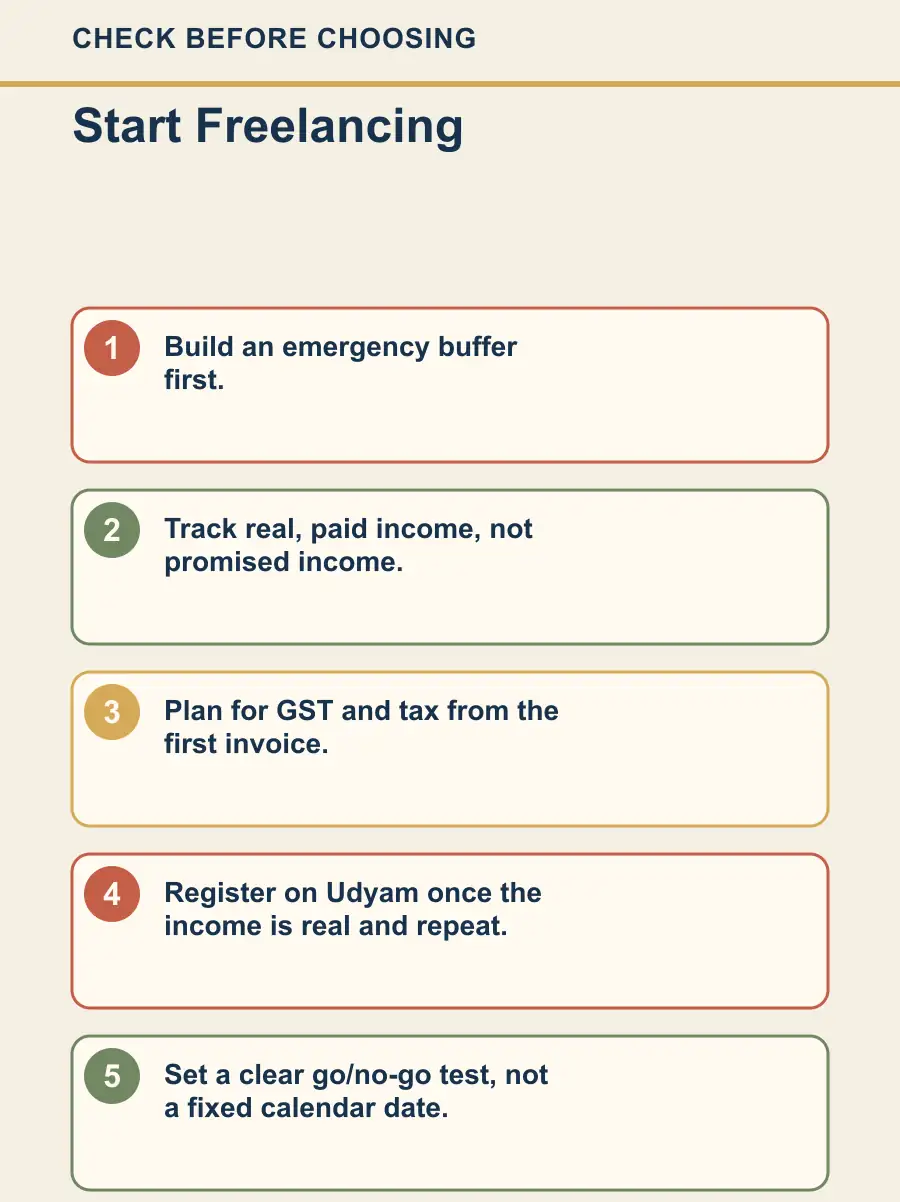 CHECK BEFORE CHOOSING
Start Freelancing
1
Build an emergency buffer
first.
2
Track real, paid income, not
promised income.
3
Plan for GST and tax from the
first invoice.
4
Register on Udyam once the
income is real and repeat.
5
Set a clear go/no-go test, not
a fixed calendar date.